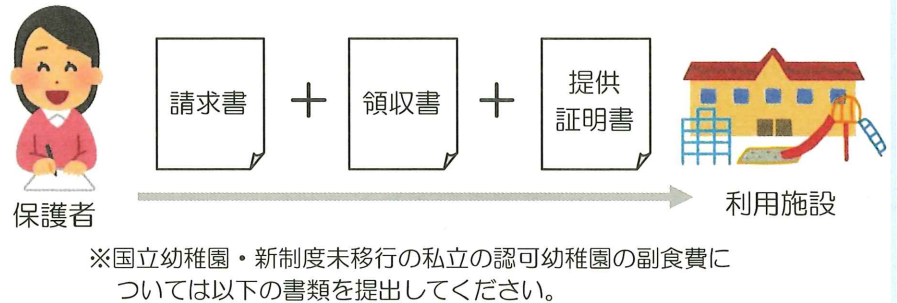 請求書
+
領収書
+
提供
証明書
保護者
利用施設
※国立幼稚園・新制度未移行の私立の認可幼稚園の副食費に
ついては以下の書類を提出してください。